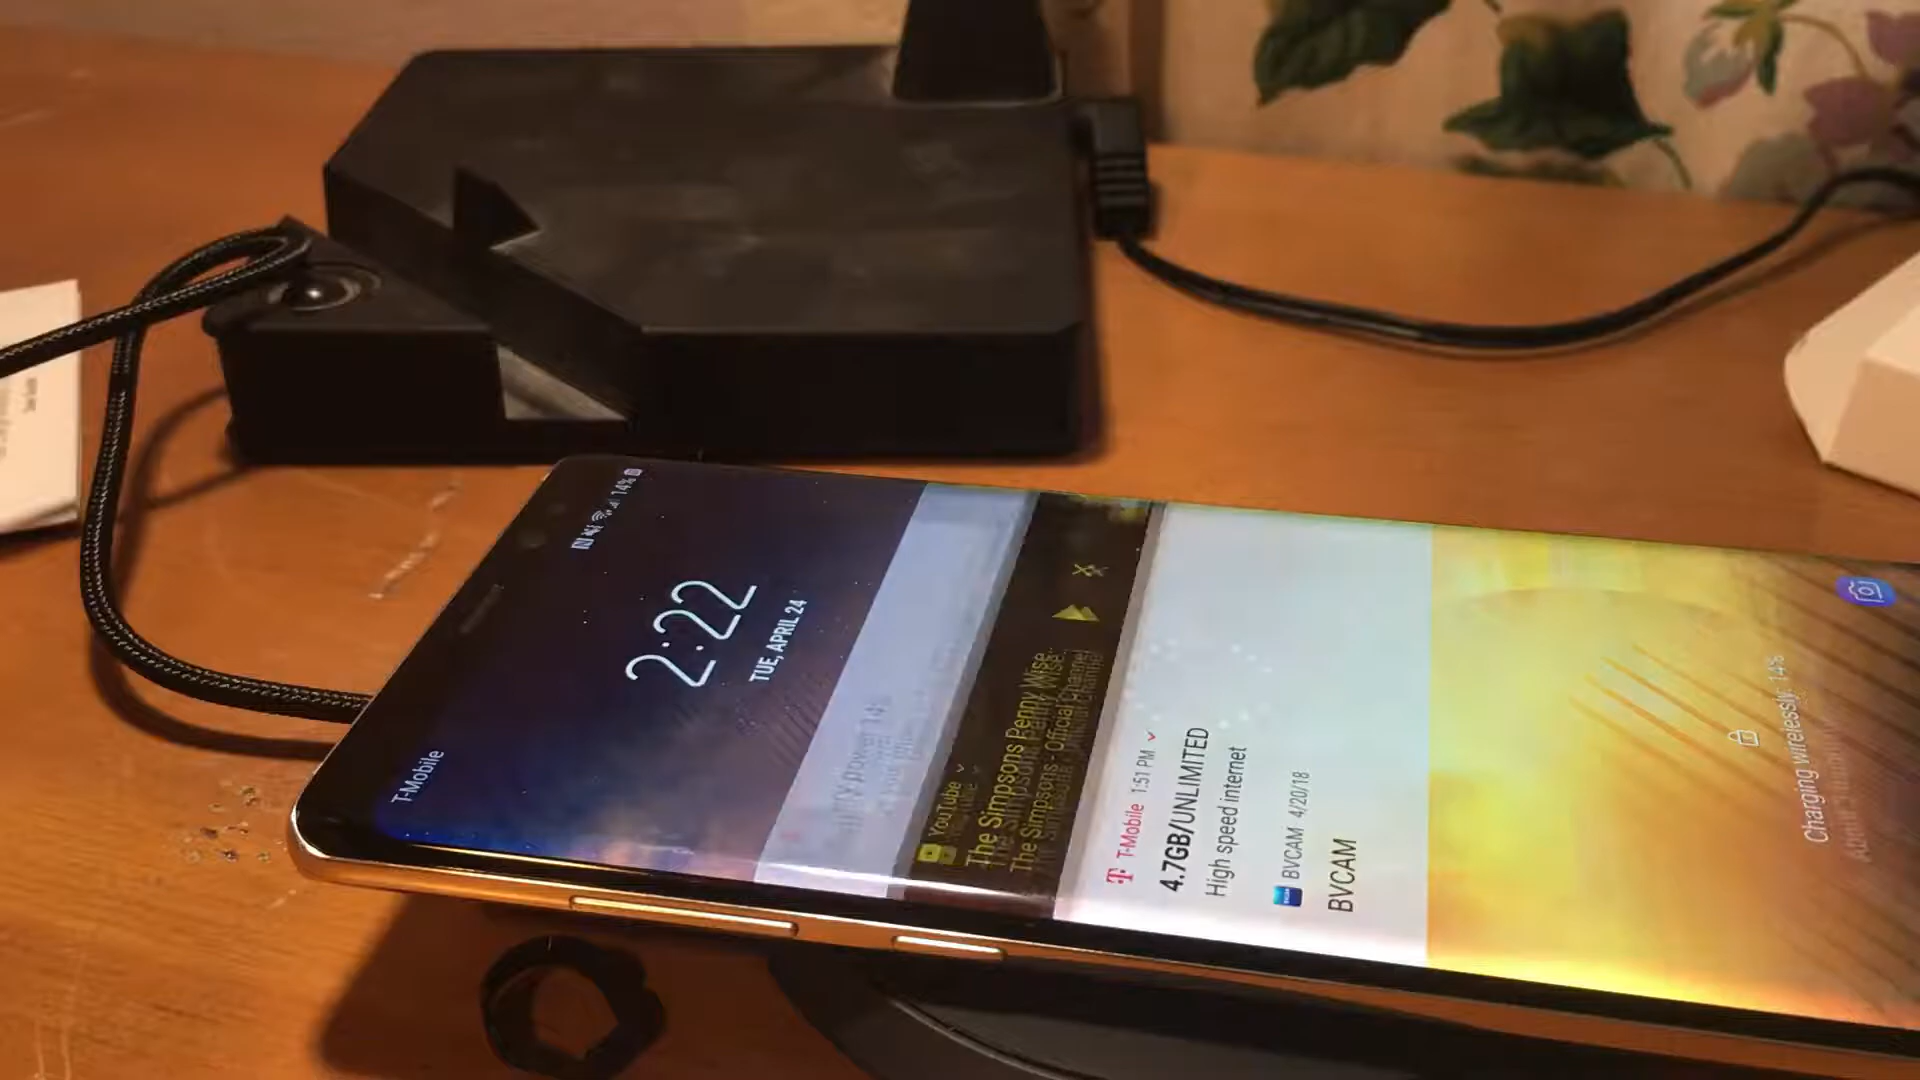 T-Mobile
14%
2:22
TUE, APRIL 24
YouTube
The Simpsons Penny Wise.
The Simpsons - Official Channel
T-Mobile 1:51 PM
4.7GB/UNLIMITED
High speed internet
BVCAM 4/20/18
BVCAM
Charging wirelessly: 14%